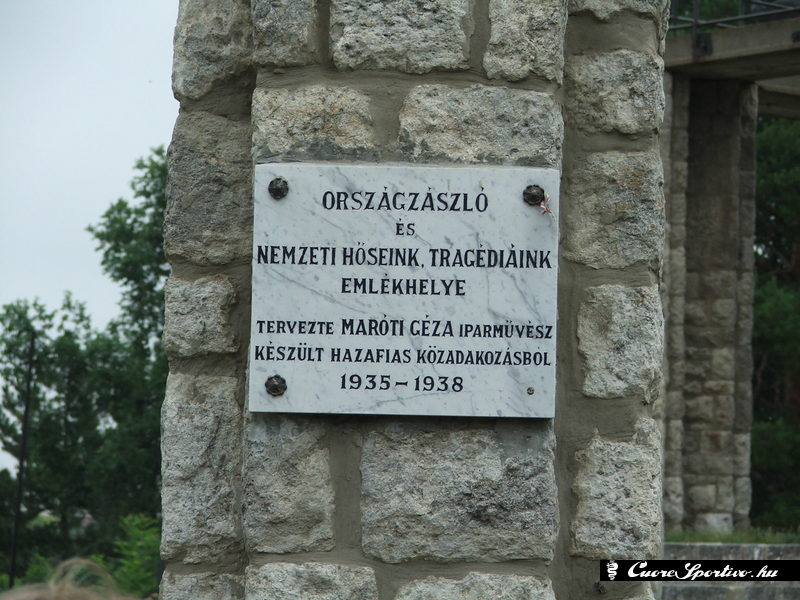 ORSZÁGZÁSZLÓ
ÉS
NEMZETI HŐSEINK, TRAGÉDIÁINK
EMLÉKHELYE
TERVEZTE MARÓTI GÉZA IPARMŰVÉSZ
KÉSZÜLT HAZAFIAS KÖZADAKOZÁSBÓL
1935-1938
CuoreSportivo.hu